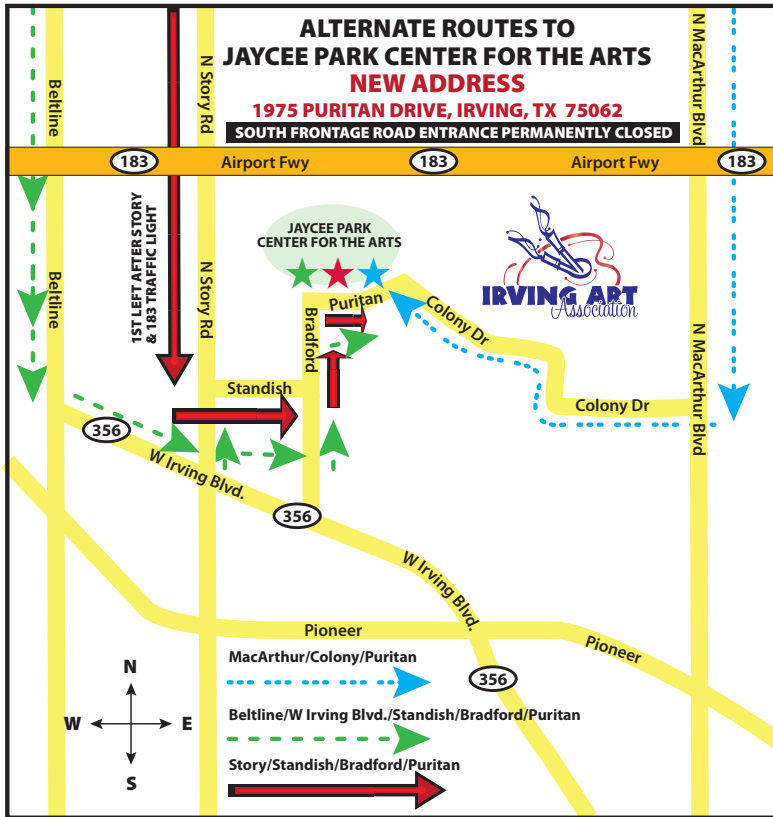 ALTERNATE ROUTES TO
JAYCEE PARK CENTER FOR THE ARTS
NEW ADDRESS
1975 PURITAN DRIVE, IRVING, TX 75062
SOUTH FRONTAGE ROAD ENTRANCE PERMANENTLY CLOSED
Beltline
N Story Rd
N MacArthur Blvd
183
Airport Fwy
183
Airport Fwy
183
1ST LEFT AFTER STORY
& 183 TRAFFIC LIGHT
JAYCEE PARK
CENTER FOR THE ARTS
IRVING ART
Association
Beltline
N Story Rd
Puritan
Bradford
Colony Dr
N MacArthur Blvd
Standish
Colony Dr
356
W Irving Blvd.
356
W Irving Blvd.
Pioneer
Pioneer
356
MacArthur/Colony/Puritan
Beltline/W Irving Blvd./Standish/Bradford/Puritan
Story/Standish/Bradford/Puritan
N
W
E
S